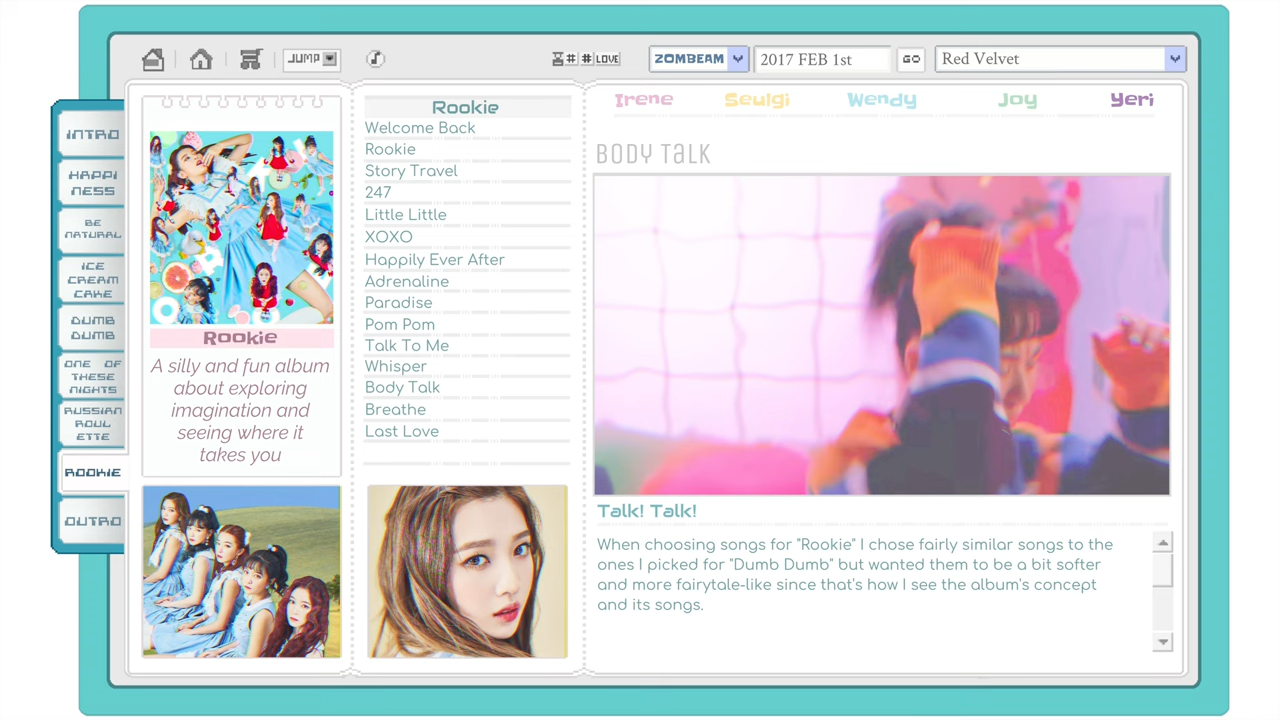 JUMP
# # LOVE
ZOMBEAM
2017 FEB 1st
GO
Red Velvet
INTRO
HAPPI
NESS
BE
NATURAL
ICE
CREAM
CAKE
DUMB
DUMB
ONE OF
THESE
NIGHTS
RUSSIAN
ROUL
ETTE
ROOKIE
OUTRO
Rookie
A silly and fun album
about exploring
imagination and
seeing where it
takes you
Rookie
Welcome Back
Rookie
Story Travel
247
Little Little
XOXO
Happily Ever After
Adrenaline
Paradise
Pom Pom
Talk To Me
Whisper
Body Talk
Breathe
Last Love
Irene Seulgi Wendy Joy Yeri
BODY TALK
Talk! Talk!
When choosing songs for "Rookie" I chose fairly similar songs to the
ones I picked for "Dumb Dumb" but wanted them to be a bit softer
and more fairytale-like since that's how I see the album's concept
and its songs.